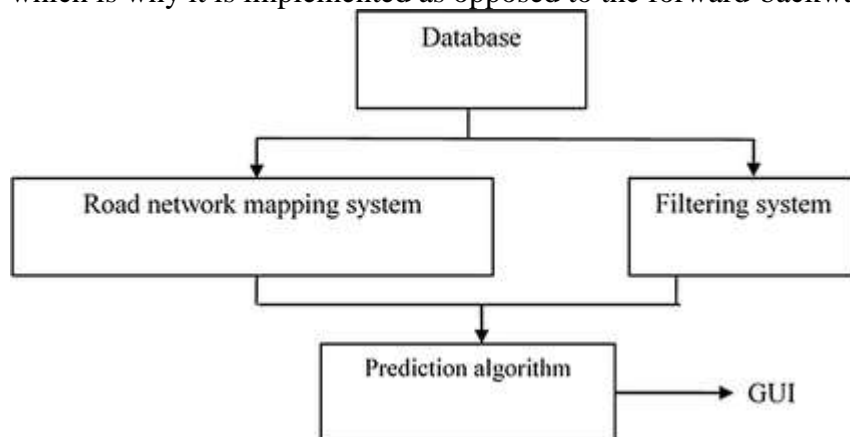 which is why it is implemented as opposed to the forward-backwa
Database
Road network mapping system
Filtering system
Prediction algorithm
GUI